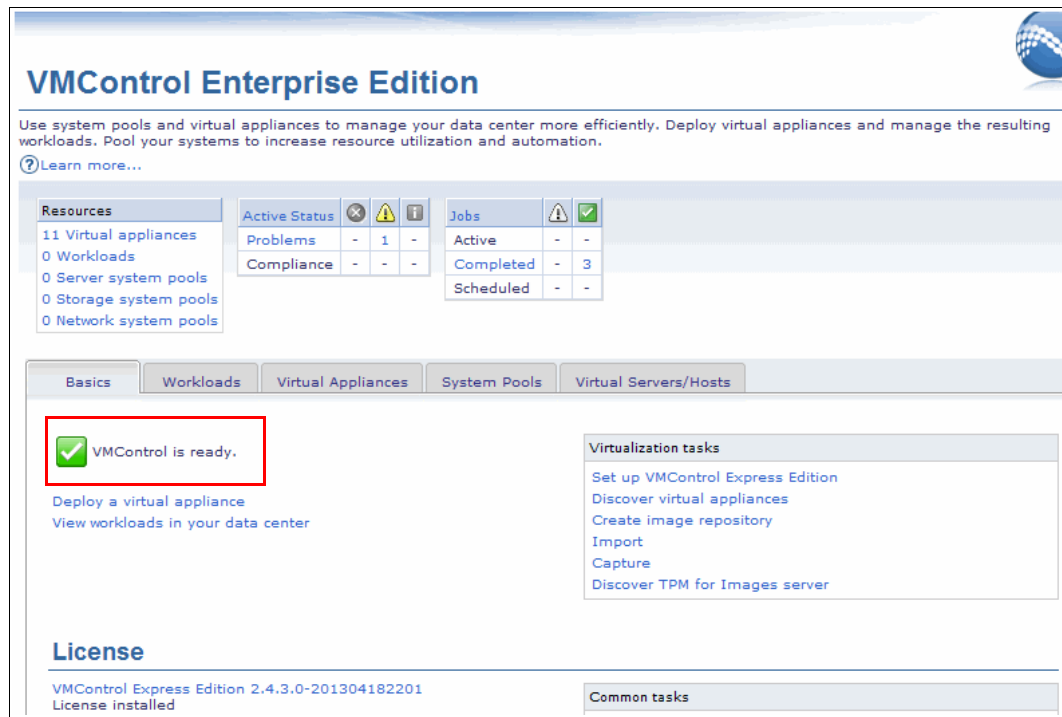 VMControl Enterprise Edition
Use system pools and virtual appliances to manage your data center more efficiently. Deploy virtual appliances and manage the resulting
workloads. Pool your systems to increase resource utilization and automation.
?Learn more...
Resources
11 Virtual appliances
0 Workloads
0 Server system pools
0 Storage system pools
0 Network system pools
Active Status
Problems - 1 -
Compliance - - -
Jobs
Active - -
Completed - 3
Scheduled - -
Basics Workloads Virtual Appliances System Pools Virtual Servers/Hosts
VMControl is ready.
Deploy a virtual appliance
View workloads in your data center
Virtualization tasks
Set up VMControl Express Edition
Discover virtual appliances
Create image repository
Import
Capture
Discover TPM for Images server
License
VMControl Express Edition 2.4.3.0-201304182201
License installed
Common tasks